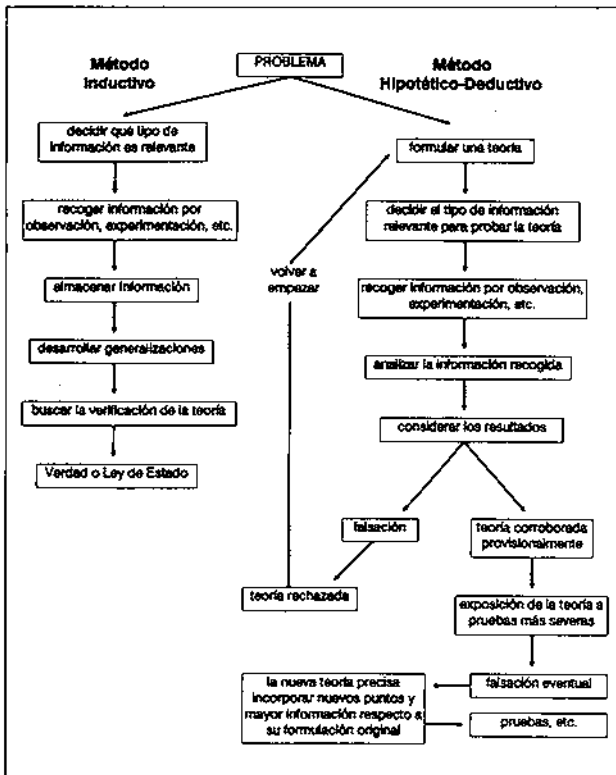 PROBLEMA
Método
Inductivo
decidir qué tipo de
información es relevante
recoger información por
observación, experimentación, etc.
almacenar información
desarrollar generalizaciones
buscar la verificación de la teoría
Verdad o Ley de Estado
Método
Hipotético-Deductivo
formular una teoría
decidir el tipo de información
relevante para probar la teoría
recoger información por observación,
experimentación, etc.
analizar la información recogida
considerar los resultados
falsación
teoría rechazada
volver a
empezar
teoría corroborada
provisionalmente
exposición de la teoría a
pruebas más severas
falsación eventual
la nueva teoría precisa
incorporar nuevos puntos y
mayor información respecto a
su formulación original
pruebas, etc.